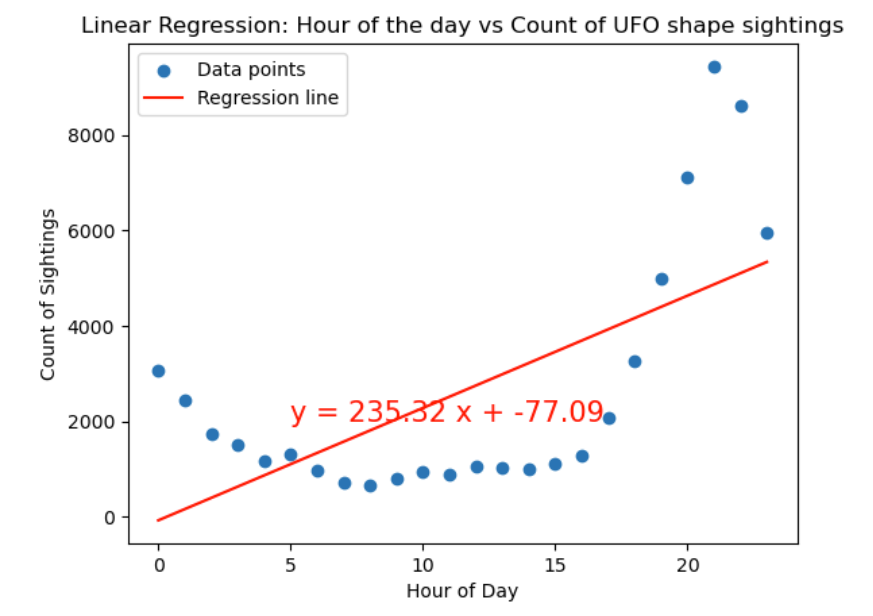 Linear Regression: Hour of the day vs Count of UFO shape sightings
Data points
Regression line
8000
6000
4000
2000
0
Count of Sightings
y = 235.32 x + -77.09
0 5 10 15 20
Hour of Day